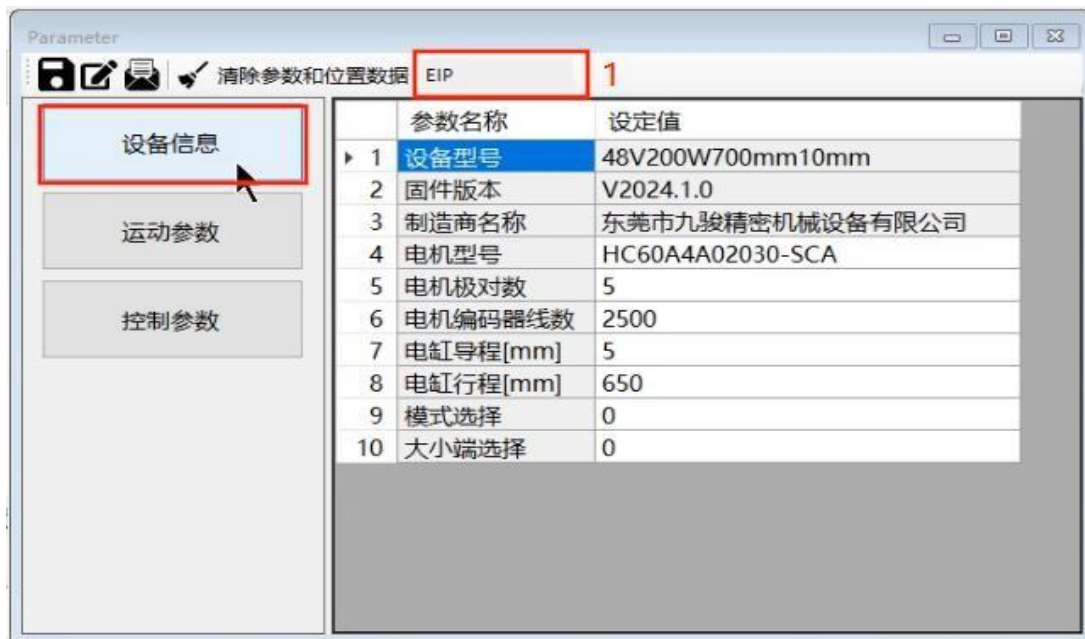 Parameter
清除参数和位置数据 EIP 1
设备信息
运动参数
控制参数
参数名称 设定值
1 设备型号 48V200W700mm10mm
2 固件版本 V2024.1.0
3 制造商名称 东莞市九骏精密机械设备有限公司
4 电机型号 HC60A4A02030-SCA
5 电机极对数 5
6 电机编码器线数 2500
7 电缸导程[mm] 5
8 电缸行程[mm] 650
9 模式选择 0
10 大小端选择 0